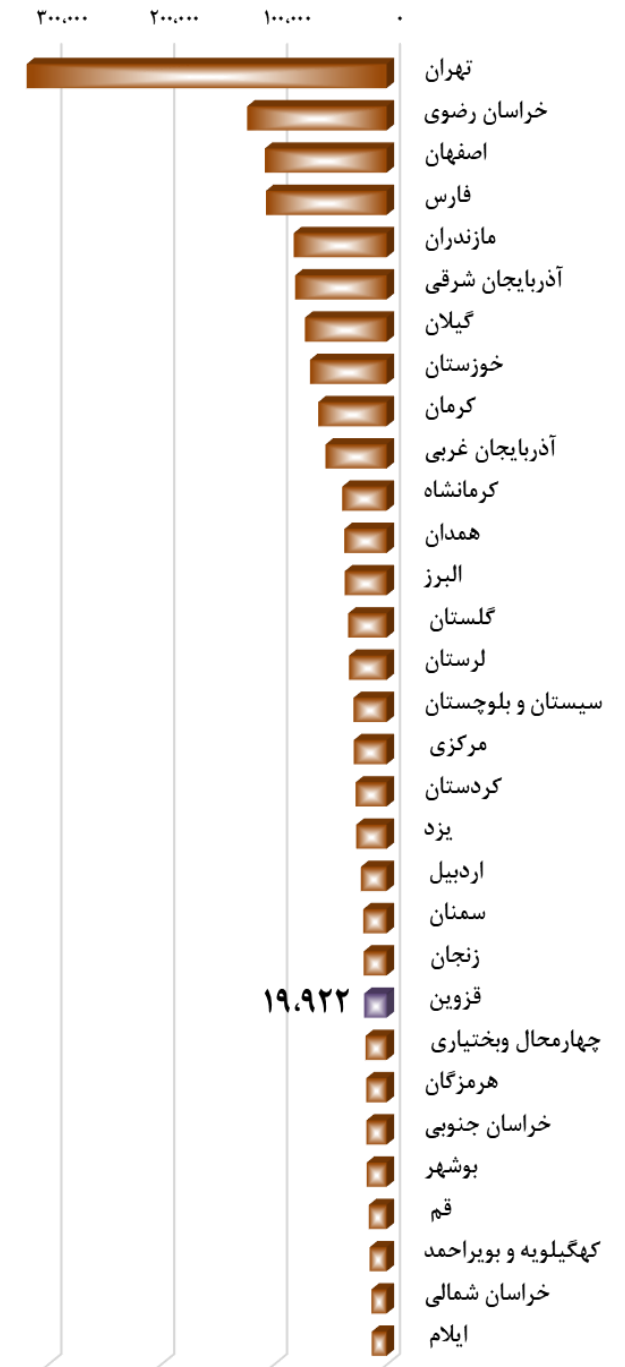 ۰ ۱۰۰،۰۰۰ ۲۰۰،۰۰۰ ۳۰۰،۰۰۰
تهران
خراسان رضوی
اصفهان
فارس
مازندران
آذربایجان شرقی
گیلان
خوزستان
کرمان
آذربایجان غربی
کرمانشاه
همدان
البرز
گلستان
لرستان
سیستان و بلوچستان
مرکزی
کردستان
یزد
اردبیل
سمنان
زنجان
قزوین ۱۹،۹۲۲
چهارمحال وبختیاری
هرمزگان
خراسان جنوبی
بوشهر
قم
کهگیلویه و بویراحمد
خراسان شمالی
ایلام